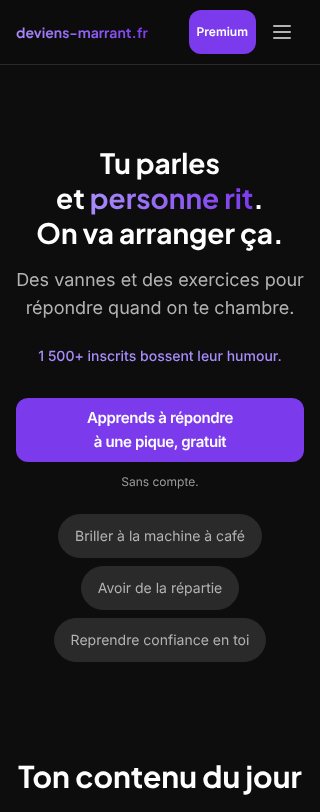 deviens-marrant.fr
Premium
Tu parles
et personne rit.
On va arranger ça.
Des vannes et des exercices pour
répondre quand on te chambre.
1 500+ inscrits bossent leur humour.
Apprends à répondre
à une pique, gratuit
Sans compte.
Briller à la machine à café
Avoir de la répartie
Reprendre confiance en toi
Ton contenu du jour